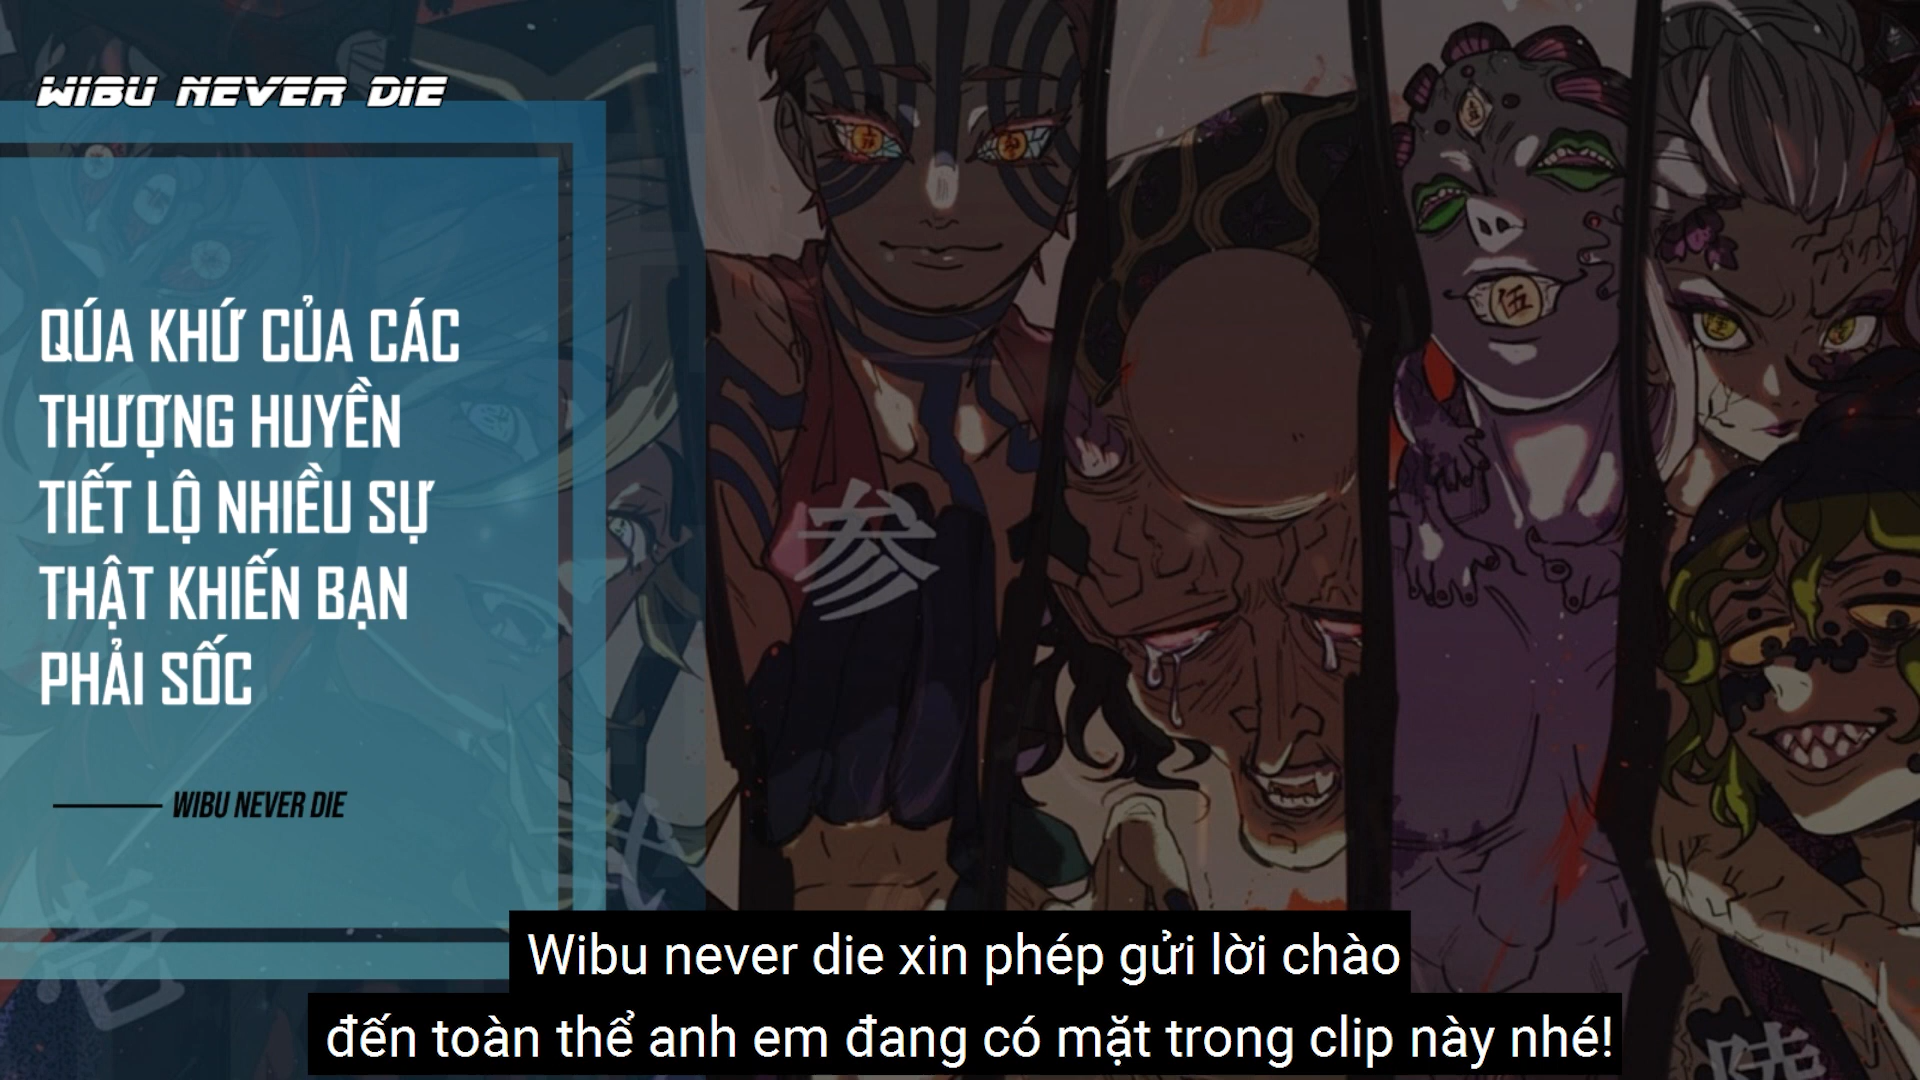 WIBU NEVER DIE
QÚA KHỨ CỦA CÁC
THƯỢNG HUYỀN
TIẾT LỘ NHIỀU SỰ
THẬT KHIẾN BẠN
PHẢI SỐC
WIBU NEVER DIE
参
伍
壱
陸
Wibu never die xin phép gửi lời chào
đến toàn thể anh em đang có mặt trong clip này nhé!